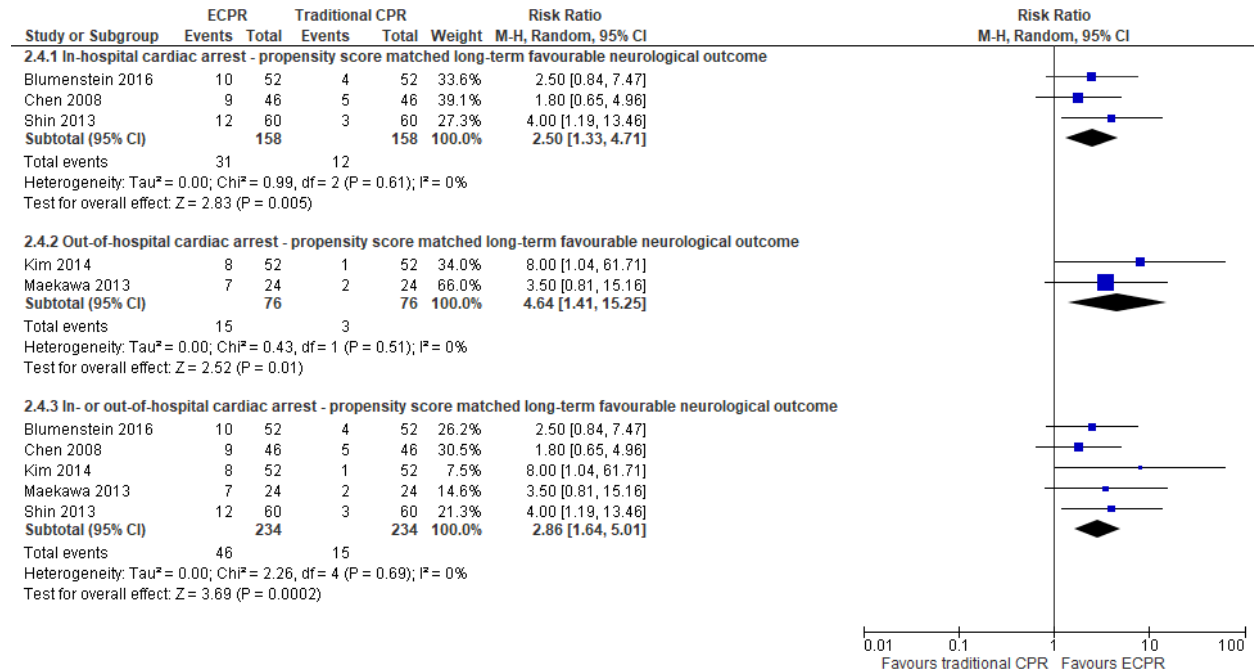 ECPR Traditional CPR Risk Ratio Risk Ratio
Study or Subgroup Events Total Events Total Weight M-H, Random, 95% CI M-H, Random, 95% CI
2.4.1 In-hospital cardiac arrest - propensity score matched long-term favourable neurological outcome
Blumenstein 2016 10 52 4 52 33.6% 2.50 [0.84, 7.47]
Chen 2008 9 46 5 46 39.1% 1.80 [0.65, 4.96]
Shin 2013 12 60 3 60 27.3% 4.00 [1.19, 13.46]
Subtotal (95% CI) 158 158 100.0% 2.50 [1.33, 4.71]
Total events 31 12
Heterogeneity: Tau² = 0.00; Chi² = 0.99, df = 2 (P = 0.61); I² = 0%
Test for overall effect: Z = 2.83 (P = 0.005)
2.4.2 Out-of-hospital cardiac arrest - propensity score matched long-term favourable neurological outcome
Kim 2014 8 52 1 52 34.0% 8.00 [1.04, 61.71]
Maekawa 2013 7 24 2 24 66.0% 3.50 [0.81, 15.16]
Subtotal (95% CI) 76 76 100.0% 4.64 [1.41, 15.25]
Total events 15 3
Heterogeneity: Tau² = 0.00; Chi² = 0.43, df = 1 (P = 0.51); I² = 0%
Test for overall effect: Z = 2.52 (P = 0.01)
2.4.3 In- or out-of-hospital cardiac arrest - propensity score matched long-term favourable neurological outcome
Blumenstein 2016 10 52 4 52 26.2% 2.50 [0.84, 7.47]
Chen 2008 9 46 5 46 30.5% 1.80 [0.65, 4.96]
Kim 2014 8 52 1 52 7.5% 8.00 [1.04, 61.71]
Maekawa 2013 7 24 2 24 14.6% 3.50 [0.81, 15.16]
Shin 2013 12 60 3 60 21.3% 4.00 [1.19, 13.46]
Subtotal (95% CI) 234 234 100.0% 2.86 [1.64, 5.01]
Total events 46 15
Heterogeneity: Tau² = 0.00; Chi² = 2.26, df = 4 (P = 0.69); I² = 0%
Test for overall effect: Z = 3.69 (P = 0.0002)
0.01 0.1 1 10 100
Favours traditional CPR Favours ECPR